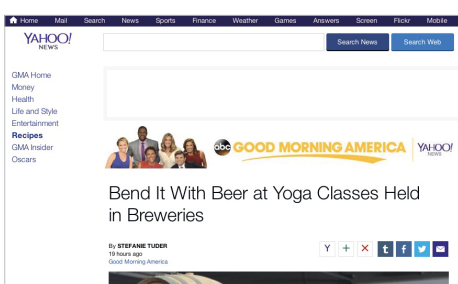 Home Mail Search News Sports Finance Weather Games Answers Screen Flickr Mobile
YAHOO!
NEWS
Search News Search Web
GMA Home
Money
Health
Life and Style
Entertainment
Recipes
GMA Insider
Oscars
abc GOOD MORNING AMERICA YAHOO!
NEWS
Bend It With Beer at Yoga Classes Held
in Breweries
By STEFANIE TUDER
19 hours ago
Good Morning America
Y + X t f